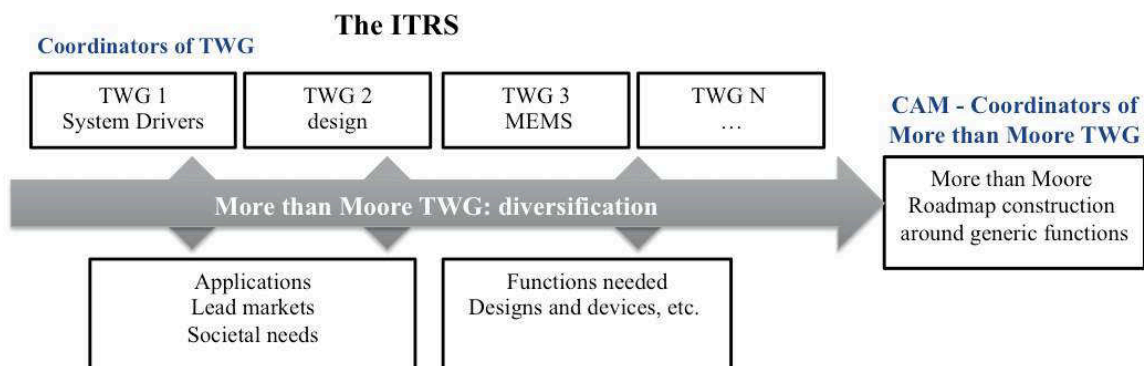 The ITRS
Coordinators of TWG
TWG 1
System Drivers
TWG 2
design
TWG 3
MEMS
TWG N
…
CAM - Coordinators of
More than Moore TWG
More than Moore
Roadmap construction
around generic functions
More than Moore TWG: diversification
Applications
Lead markets
Societal needs
Functions needed
Designs and devices, etc.